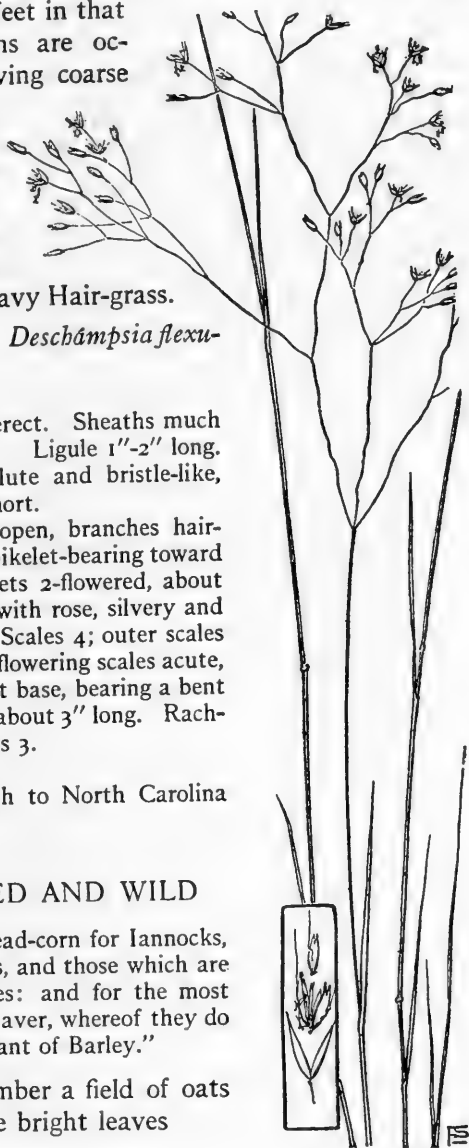 feet in that
ns are oc-
ving coarse
avy Hair-grass.
Deschámpsia flexu-
erect. Sheaths much
Ligule 1"-2" long.
lute and bristle-like,
hort.
open, branches hair-
pikelet-bearing toward
ets 2-flowered, about
with rose, silvery and
Scales 4; outer scales
flowering scales acute,
t base, bearing a bent
about 3" long. Rach-
s 3.
h to North Carolina
ED AND WILD
ead-corn for Iannocks,
s, and those which are
es: and for the most
aver, whereof they do
ant of Barley."
mber a field of oats
e bright leaves